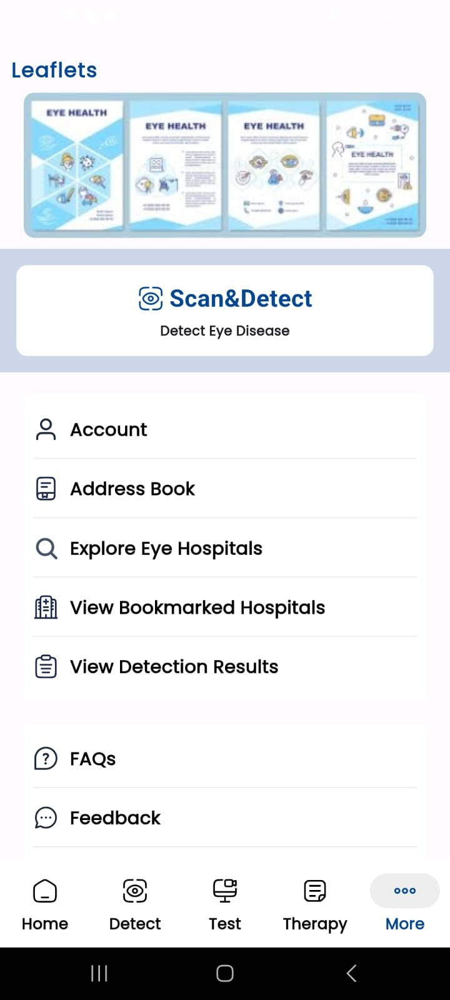 Leaflets
EYE HEALTH
EYE HEALTH
EYE HEALTH
EYE HEALTH
Scan&Detect
Detect Eye Disease
Account
Address Book
Explore Eye Hospitals
View Bookmarked Hospitals
View Detection Results
FAQs
Feedback
Home
Detect
Test
Therapy
More